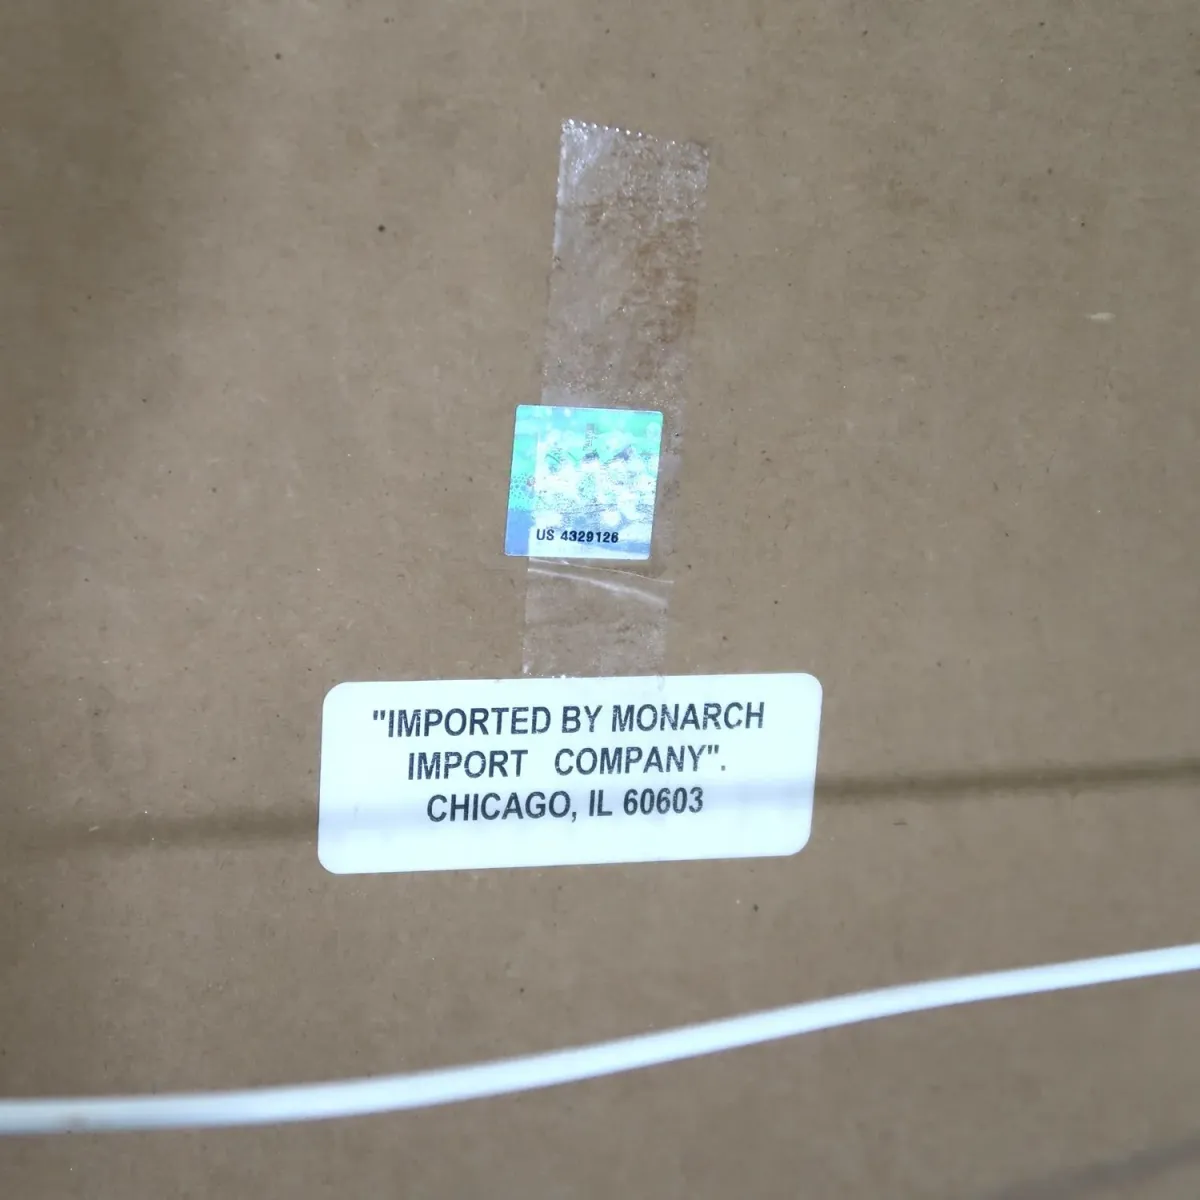 US 4329126
"IMPORTED BY MONARCH
IMPORT COMPANY".
CHICAGO, IL 60603